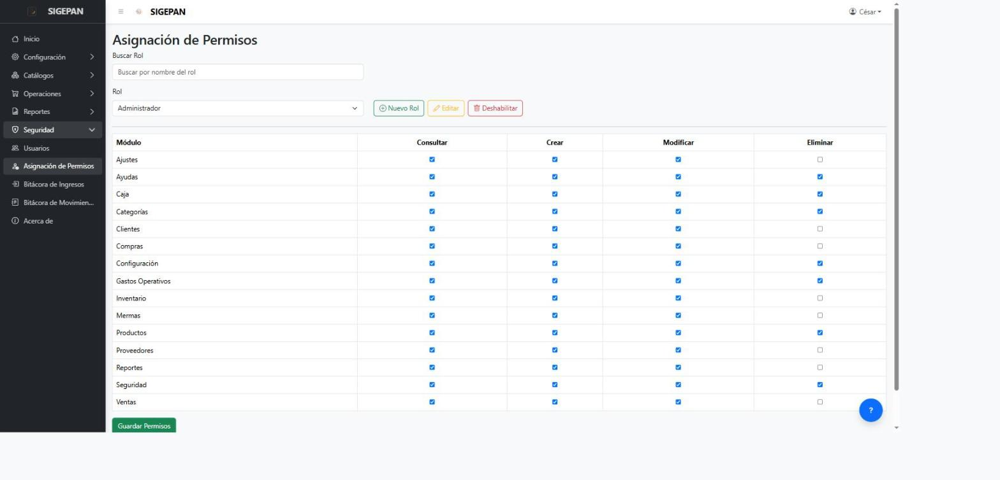 SIGEPAN
SIGEPAN
César
Inicio
Configuración
Catálogos
Operaciones
Reportes
Seguridad
Usuarios
Asignación de Permisos
Bitácora de Ingresos
Bitácora de Movimien...
Acerca de
Asignación de Permisos
Buscar Rol
Buscar por nombre del rol
Rol
Administrador
Nuevo Rol
Editar
Deshabilitar
Módulo Consultar Crear Modificar Eliminar
Ajustes
Ayudas
Caja
Categorías
Clientes
Compras
Configuración
Gastos Operativos
Inventario
Mermas
Productos
Proveedores
Reportes
Seguridad
Ventas
Guardar Permisos
?